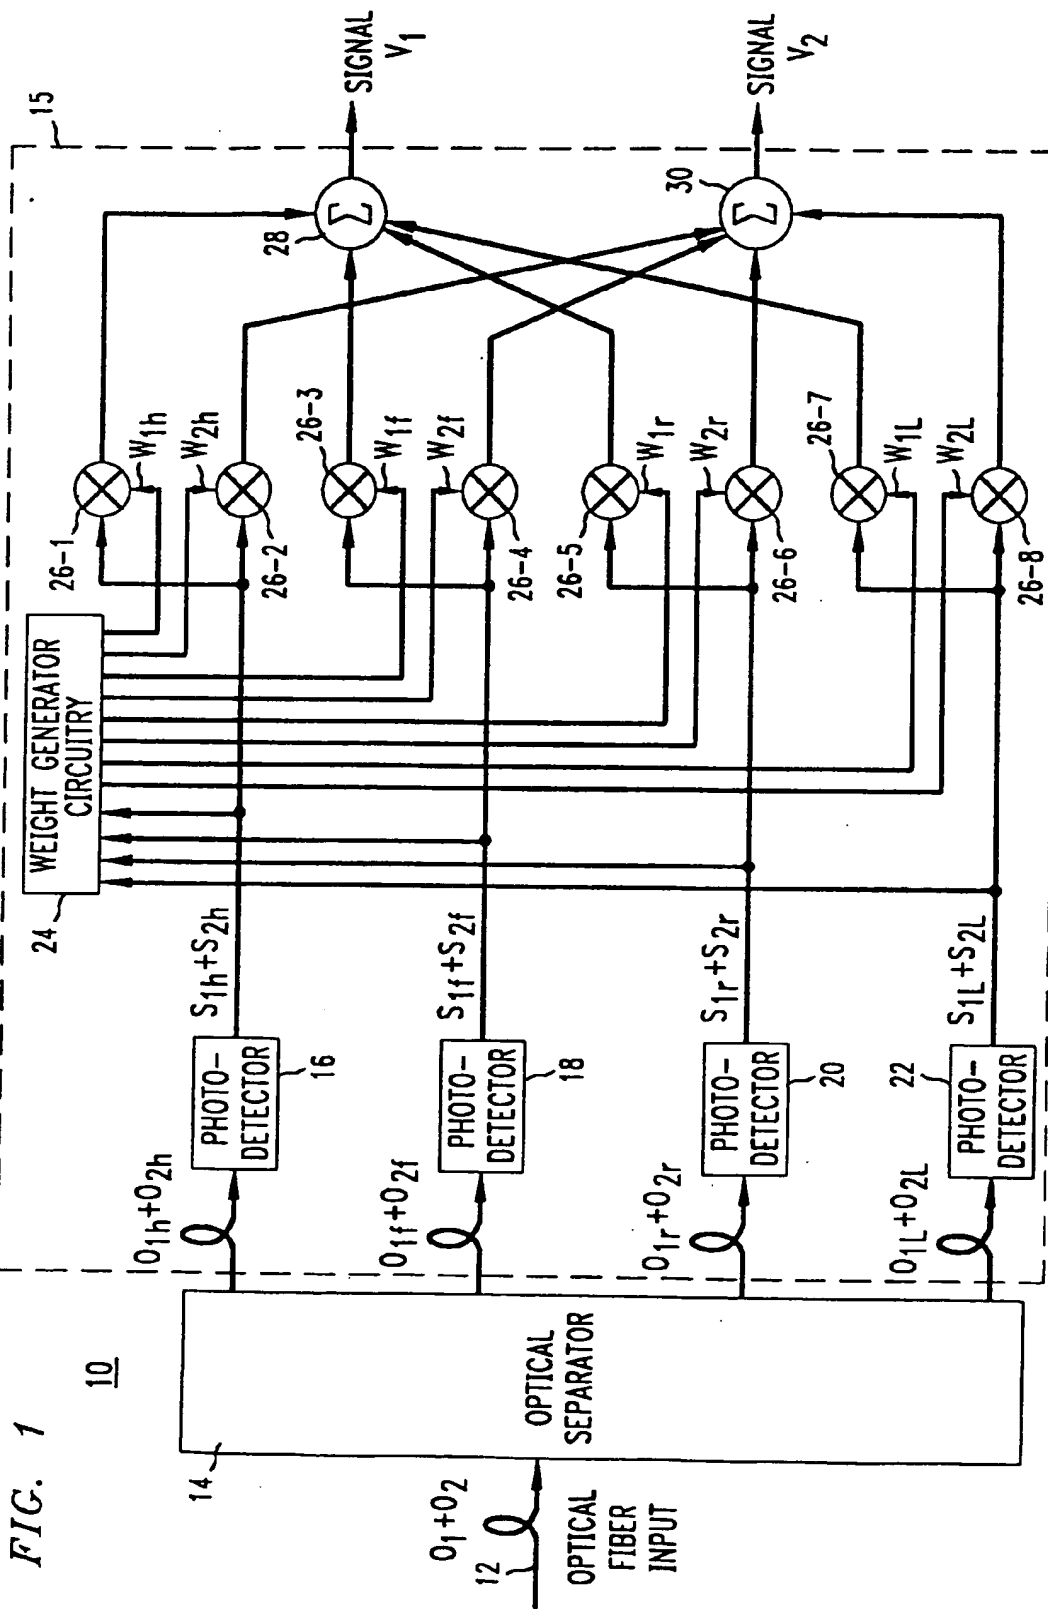 FIG. 1
10
15
12
O1+O2
OPTICAL
FIBER
INPUT
14
OPTICAL
SEPARATOR
O1h+O2h
PHOTO-
DETECTOR
16
S1h+S2h
O1f+O2f
PHOTO-
DETECTOR
18
S1f+S2f
O1r+O2r
PHOTO-
DETECTOR
20
S1r+S2r
O1L+O2L
PHOTO-
DETECTOR
22
S1L+S2L
24
WEIGHT GENERATOR
CIRCUITRY
26-1
W1h
W2h
26-2
26-3
W1f
W2f
26-4
26-5
W1r
W2r
26-6
26-7
W1L
W2L
26-8
28
Σ
SIGNAL
V1
30
Σ
SIGNAL
V2